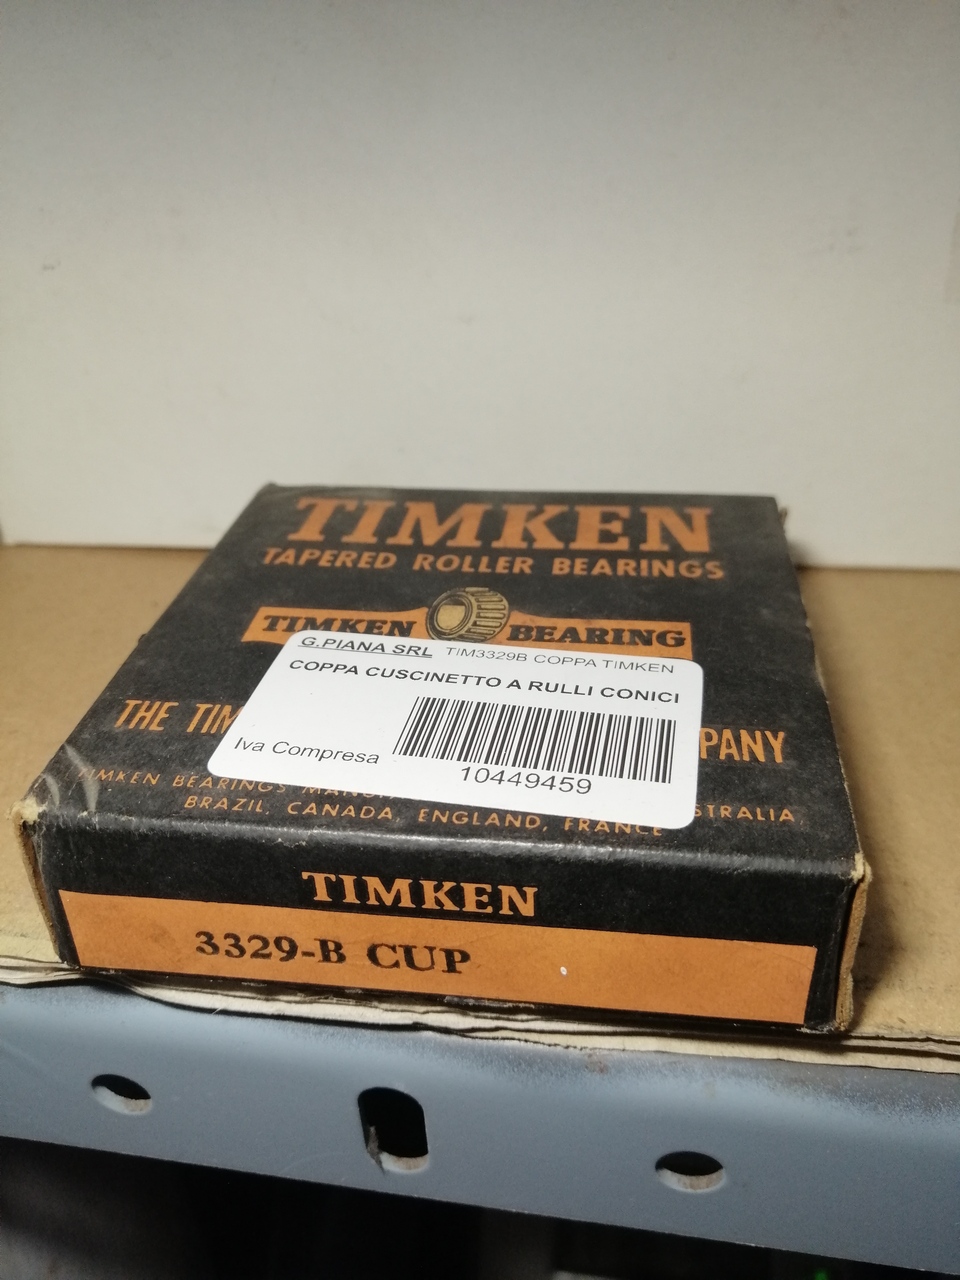 TIMKEN
TAPERED ROLLER BEARINGS
TIMKEN BEARING
G.PIANA SRL TIM3329B COPPA TIMKEN
COPPA CUSCINETTO A RULLI CONICI
THE TIM PANY
Iva Compresa
10449459
TIMKEN BEARINGS STRALIA,
BRAZIL, CANADA, ENGLAND, FRANCE
TIMKEN
3329-B CUP